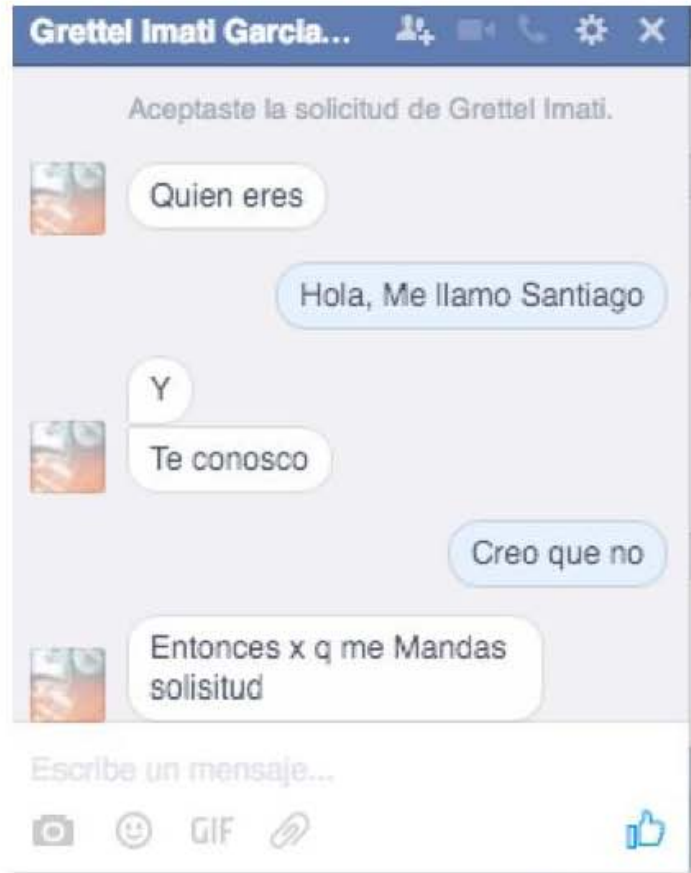 Grettel Imati Garcia...
Aceptaste la solicitud de Grettel Imati.
Quien eres
Hola, Me llamo Santiago
Y
Te conosco
Creo que no
Entonces x q me Mandas
solisitud
Escribe un mensaje...
GIF